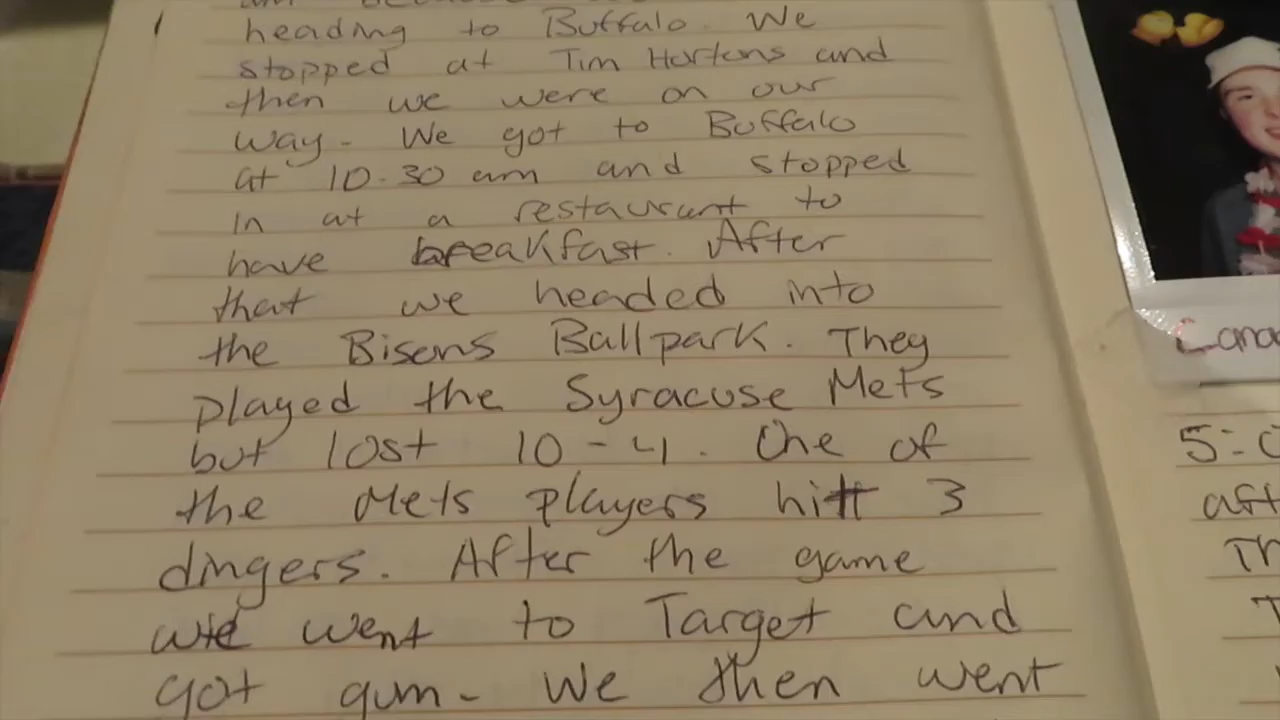 heading to Buffalo. We
stopped at Tim Hortons and
then we were on our
way. We got to Buffalo
at 10.30 am and stopped
in at a restaurant to
have breakfast. After
that we headed into
the Bisons Ballpark. They
played the Syracuse Mets
but lost 10-4. One of
the Mets players hit 3
dingers. After the game
we went to Target and
got gum. We then went
5: